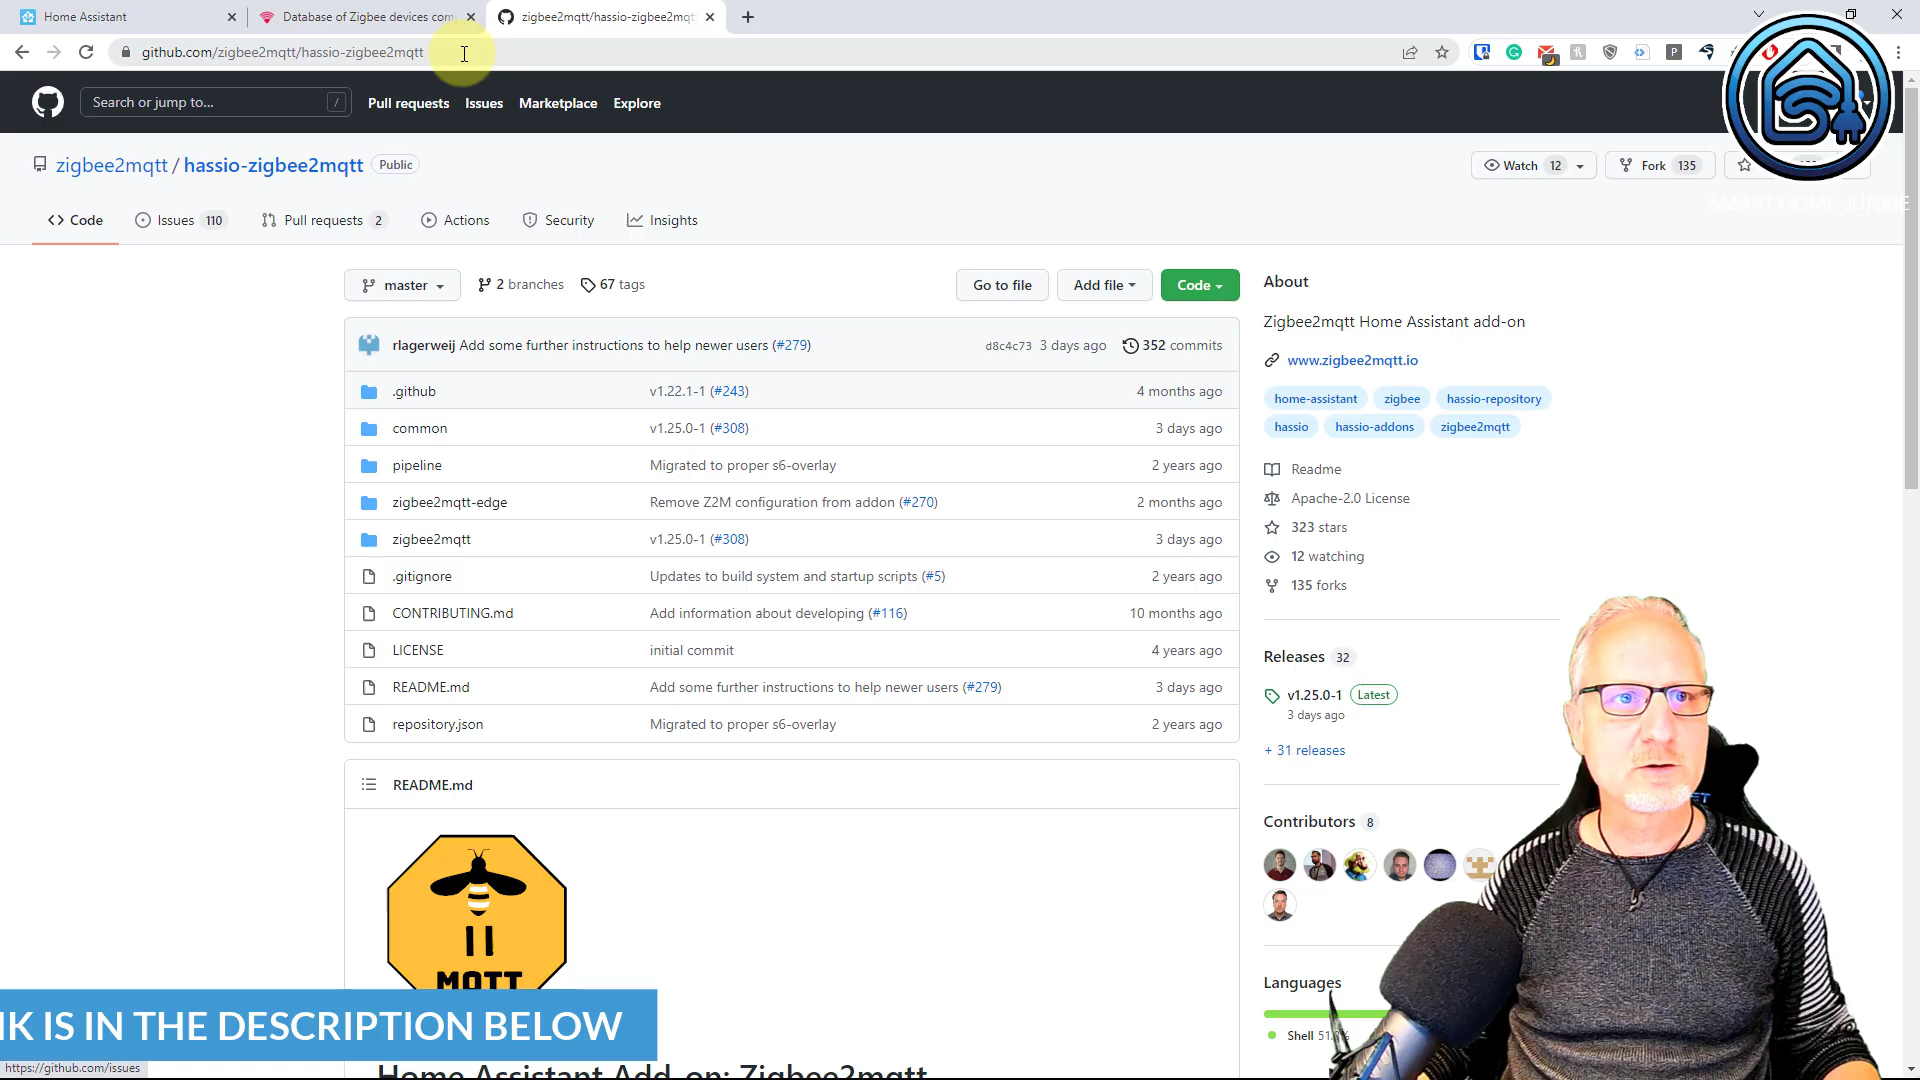 Home Assistant
Database of Zigbee devices com
zigbee2mqtt/hassio-zigbee2mqtt
github.com/zigbee2mqtt/hassio-zigbee2mqtt
Search or jump to...
/
Pull requests
Issues
Marketplace
Explore
SMART HOME JUNKIE
zigbee2mqtt / hassio-zigbee2mqtt
Public
Watch 12
Fork 135
Code
Issues 110
Pull requests 2
Actions
Security
Insights
master
2 branches
67 tags
Go to file
Add file
Code
rlagerweij Add some further instructions to help newer users (#279)
d8c4c73 3 days ago
352 commits
.github v1.22.1-1 (#243) 4 months ago
common v1.25.0-1 (#308) 3 days ago
pipeline Migrated to proper s6-overlay 2 years ago
zigbee2mqtt-edge Remove Z2M configuration from addon (#270) 2 months ago
zigbee2mqtt v1.25.0-1 (#308) 3 days ago
.gitignore Updates to build system and startup scripts (#5) 2 years ago
CONTRIBUTING.md Add information about developing (#116) 10 months ago
LICENSE initial commit 4 years ago
README.md Add some further instructions to help newer users (#279) 3 days ago
repository.json Migrated to proper s6-overlay 2 years ago
README.md
MQTT
Home Assistant Add-on: Zigbee2mqtt
About
Zigbee2mqtt Home Assistant add-on
www.zigbee2mqtt.io
home-assistant zigbee hassio-repository
hassio hassio-addons zigbee2mqtt
Readme
Apache-2.0 License
323 stars
12 watching
135 forks
Releases 32
v1.25.0-1 Latest
3 days ago
+ 31 releases
Contributors 8
Languages
Shell
NK IS IN THE DESCRIPTION BELOW
https://github.com/issues